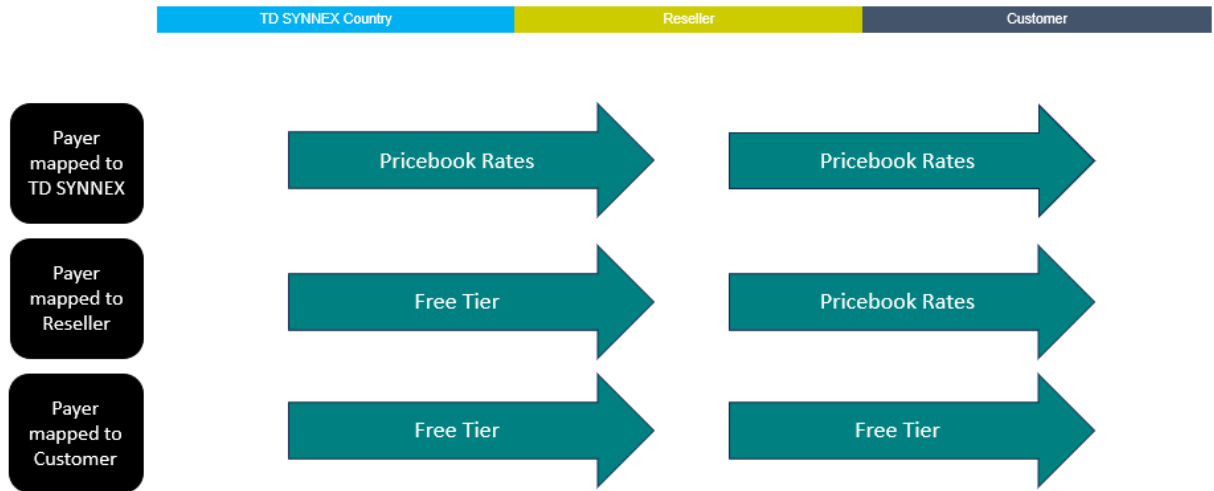 TD SYNNEX Country
Reseller
Customer
Payer
mapped to
TD SYNNEX
Pricebook Rates
Pricebook Rates
Payer
mapped to
Reseller
Free Tier
Pricebook Rates
Payer
mapped to
Customer
Free Tier
Free Tier